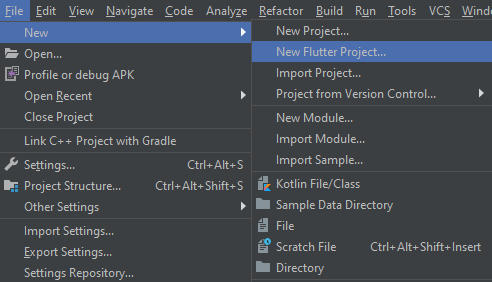 File Edit View Navigate Code Analyze Refactor Build Run Tools VCS
New
Open...
Profile or debug APK
Open Recent
Close Project
Link C++ Project with Gradle
Settings... Ctrl+Alt+S
Project Structure... Ctrl+Alt+Shift+S
Other Settings
Import Settings...
Export Settings...
Settings Repository...
New Project...
New Flutter Project...
Import Project...
Project from Version Control...
New Module...
Import Module...
Import Sample...
Kotlin File/Class
Sample Data Directory
File
Scratch File Ctrl+Alt+Shift+Insert
Directory